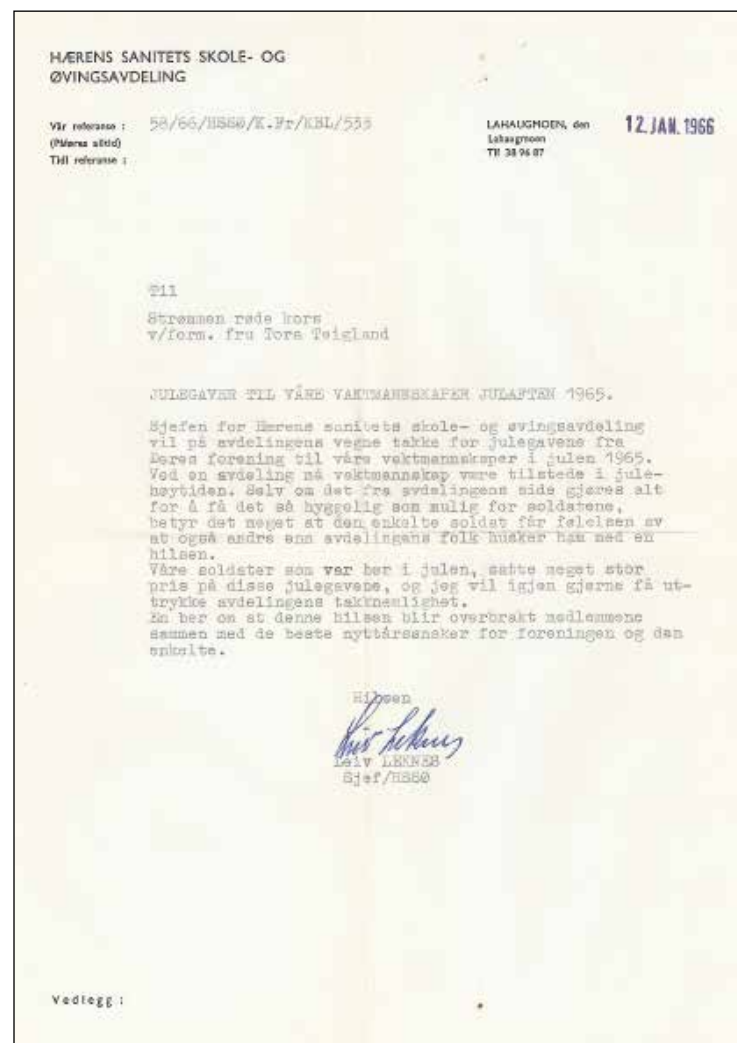 HÆRENS SANITETS SKOLE- OG
ØVINGSAVDELING
Vår referanse : 58/66/HSSØ/K.Fr/KBL/533
(Påføres alltid)
Tidl referanse :
LAHAUGMOEN, den 12. JAN. 1966
Lahaugmoen
Tlf 38 96 87
Til
Strømmen røde kors
v/form. fru Tora Teigland
JULEGAVER TIL VÅRE VAKTMANNSKAPER JULAFTEN 1965.
Sjefen for Hærens sanitets skole- og øvingsavdeling
vil på avdelingens vegne takke for julegavene fra
Deres forening til våre vaktmannskaper i julen 1965.
Ved en avdeling må vaktmannskap være tilstede i jule-
høytiden. Selv om det fra avdelingens side gjøres alt
for å få det så hyggelig som mulig for soldatene,
betyr det meget at den enkelte soldat får følelsen av
at også andre enn avdelingens folk husker ham med en
hilsen.
Våre soldater som var her i julen, satte meget stor
pris på disse julegavene, og jeg vil igjen gjerne få ut-
trykke avdelingens takknemlighet.
En ber om at denne hilsen blir overbrakt medlemmene
sammen med de beste nyttårsønsker for foreningen og den
enkelte.
Hilsen
Leiv LEKNES
Sjef/HSSØ
Vedlegg :